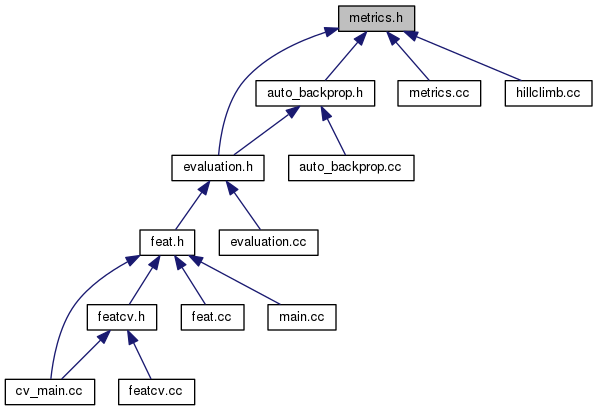 metrics.h
auto_backprop.h
metrics.cc
hillclimb.cc
evaluation.h
auto_backprop.cc
feat.h
evaluation.cc
featcv.h
feat.cc
main.cc
cv_main.cc
featcv.cc